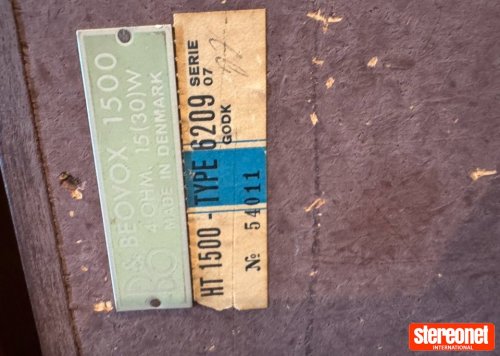 BEOVOX 1500
4 OHM. 15(30)W
MADE IN DENMARK
B&O
HT 1500 - TYPE 6209 SERIE 07
GODK
№ 54011
stereonet
INTERNATIONAL